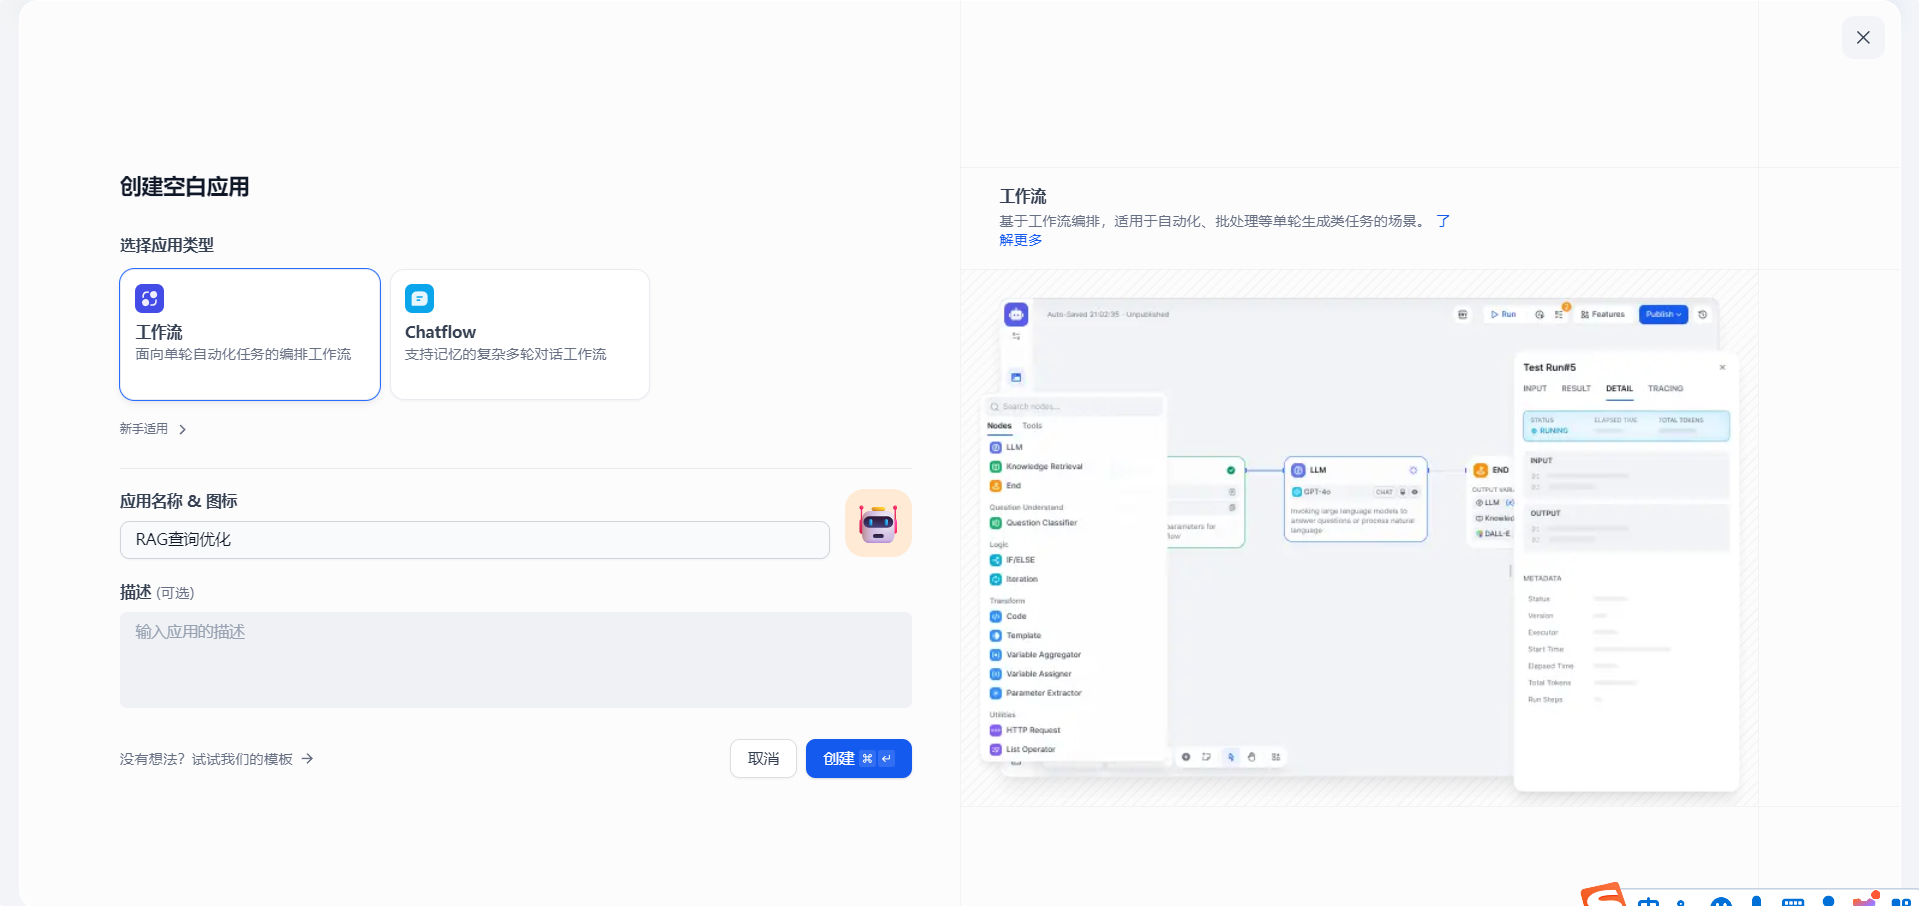 创建空白应用
选择应用类型
工作流
面向单轮自动化任务的编排工作流
Chatflow
支持记忆的复杂多轮对话工作流
新手适用
应用名称 & 图标
RAG查询优化
描述 (可选)
输入应用的描述
没有想法？试试我们的模板
取消
创建
工作流
基于工作流编排，适用于自动化、批处理等单轮生成类任务的场景。 了
解更多
Auto-Saved 21:02:35 · Unpublished
Run
Features
Publish
Search nodes...
Nodes Tools
LLM
Knowledge Retrieval
End
Question Understand
Question Classifier
Logic
IF/ELSE
Iteration
Transform
Code
Template
Variable Aggregator
Variable Assigner
Parameter Extractor
Utilities
HTTP Request
List Operator
parameters for
flow
LLM
GPT-4o
CHAT
Invoking large language models to
answer questions or process natural
language
END
OUTPUT VARI
LLM
Knowled
DALL-E
Test Run#5
INPUT RESULT DETAIL TRACING
STATUS ELAPSED TIME TOTAL TOKENS
RUNING
INPUT
01
02
OUTPUT
01
02
METADATA
Status
Version
Executor
Start Time
Elapsed Time
Total Tokens
Run Steps
中